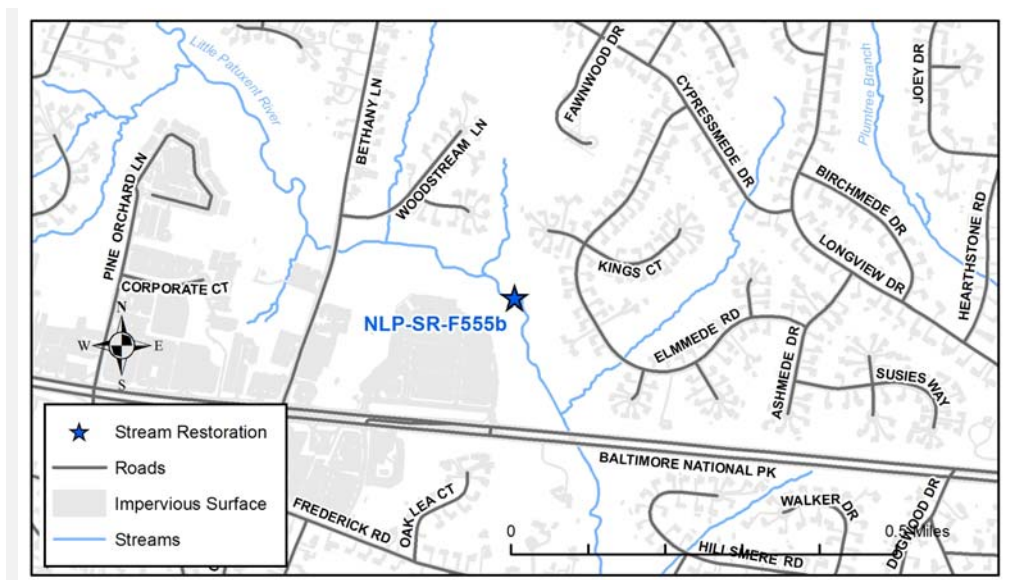 Little Patuxent River
BETHANY LN
FAWNWOOD DR
CYPRESSMEDE DR
Plumtree Branch
JOEY DR
PINE ORCHARD LN
WOODSTREAM LN
BIRCHMEDE DR
HEARTHSTONE RD
KINGS CT
LONGVIEW DR
CORPORATE CT
NLP-SR-F555b
N
W
E
S
ELMMEDE RD
ASHMEDE DR
SUSIES WAY
Stream Restoration
Roads
Impervious Surface
Streams
BALTIMORE NATIONAL PK
FREDERICK RD
OAK LEA CT
WALKER DR
DOGWOOD DR
HILLSMERE RD
0
0.5 Miles